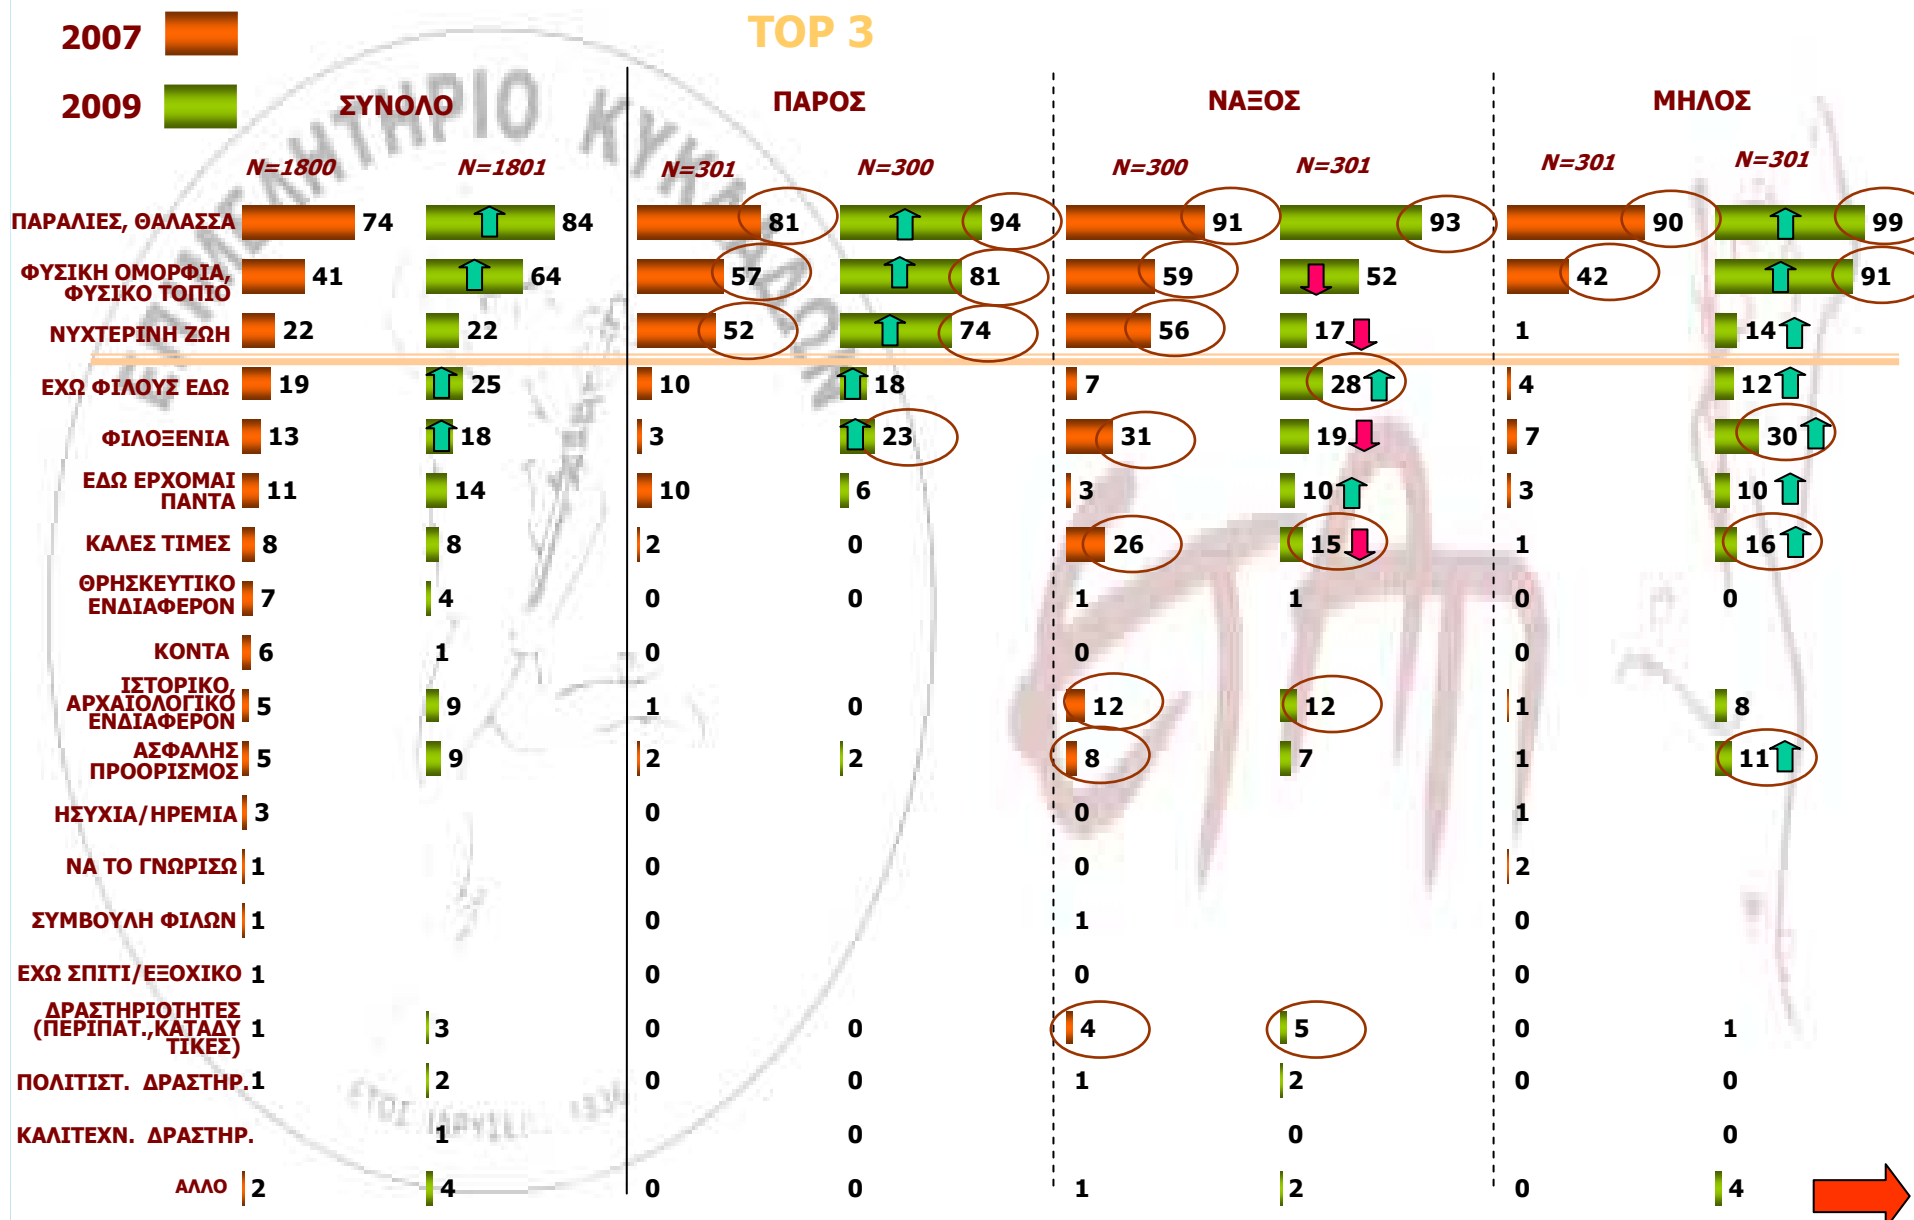 2007
TOP 3
2009
ΣΥΝΟΛΟ ΠΑΡΟΣ ΝΑΞΟΣ ΜΗΛΟΣ
N=1800 N=1801 N=301 N=300 N=300 N=301 N=301 N=301
ΠΑΡΑΛΙΕΣ, ΘΑΛΑΣΣΑ 74 84 81 94 91 93 90 99
ΦΥΣΙΚΗ ΟΜΟΡΦΙΑ,
ΦΥΣΙΚΟ ΤΟΠΙΟ 41 64 57 81 59 52 42 91
ΝΥΧΤΕΡΙΝΗ ΖΩΗ 22 22 52 74 56 17 1 14
ΕΧΩ ΦΙΛΟΥΣ ΕΔΩ 19 25 10 18 7 28 4 12
ΦΙΛΟΞΕΝΙΑ 13 18 3 23 31 19 7 30
ΕΔΩ ΕΡΧΟΜΑΙ
ΠΑΝΤΑ 11 14 10 6 3 10 3 10
ΚΑΛΕΣ ΤΙΜΕΣ 8 8 2 0 26 15 1 16
ΘΡΗΣΚΕΥΤΙΚΟ
ΕΝΔΙΑΦΕΡΟΝ 7 4 0 0 1 1 0 0
ΚΟΝΤΑ 6 1 0 0 0
ΙΣΤΟΡΙΚΟ,
ΑΡΧΑΙΟΛΟΓΙΚΟ
ΕΝΔΙΑΦΕΡΟΝ 5 9 1 0 12 12 1 8
ΑΣΦΑΛΗΣ
ΠΡΟΟΡΙΣΜΟΣ 5 9 2 2 8 7 1 11
ΗΣΥΧΙΑ/ΗΡΕΜΙΑ 3 0 0 1
ΝΑ ΤΟ ΓΝΩΡΙΣΩ 1 0 0 2
ΣΥΜΒΟΥΛΗ ΦΙΛΩΝ 1 0 1 0
ΕΧΩ ΣΠΙΤΙ/ΕΞΟΧΙΚΟ 1 0 0 0
ΔΡΑΣΤΗΡΙΟΤΗΤΕΣ
(ΠΕΡΙΠΑΤ.,ΚΑΤΑΔΥ
ΤΙΚΕΣ) 1 3 0 0 4 5 0 1
ΠΟΛΙΤΙΣΤ. ΔΡΑΣΤΗΡ. 1 2 0 0 1 2 0 0
ΚΑΛΙΤΕΧΝ. ΔΡΑΣΤΗΡ. 1 0 0 0
ΑΛΛΟ 2 4 0 0 1 2 0 4
ΕΠΙΜΕΛΗΤΗΡΙΟ ΚΥΚΛΑΔΩΝ